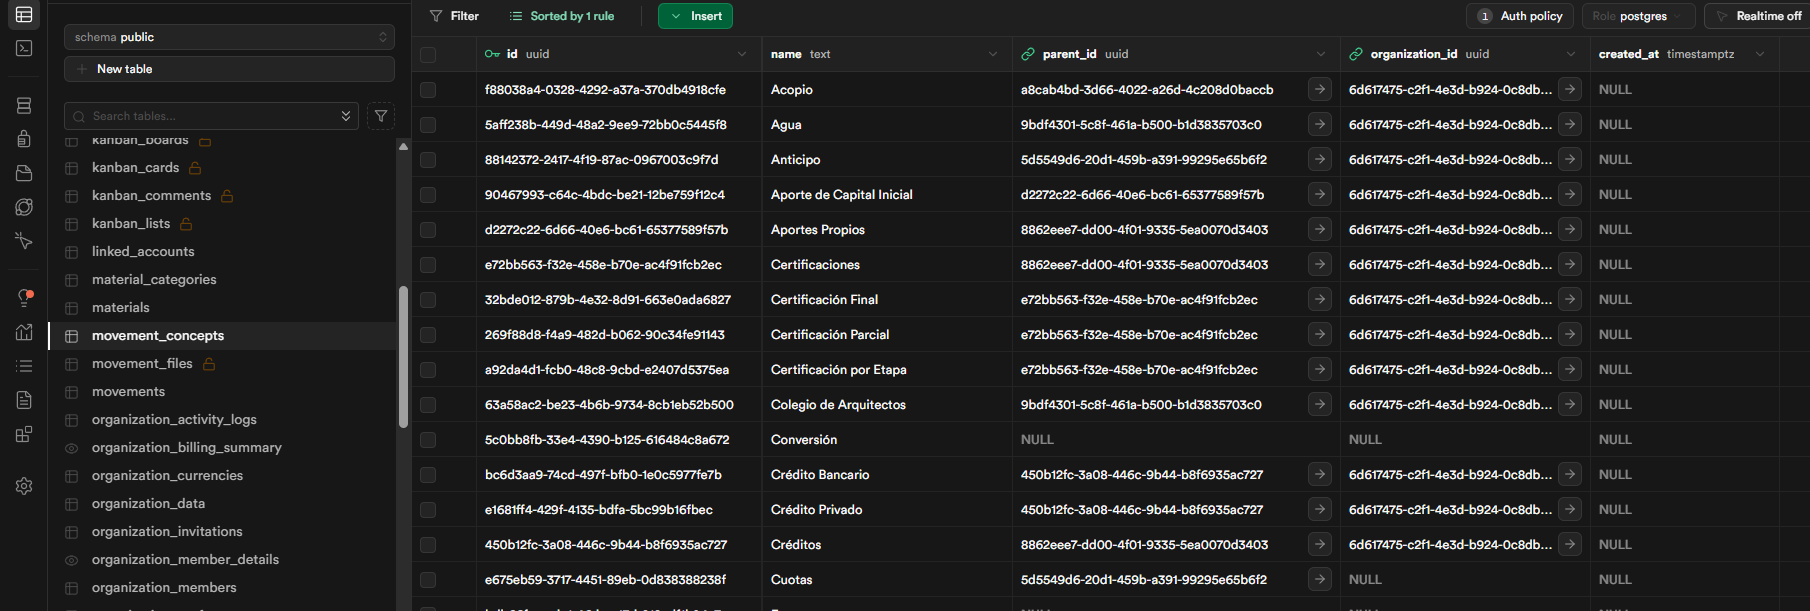 schema public
New table
Search tables...
kanban_boards
kanban_cards
kanban_comments
kanban_lists
linked_accounts
material_categories
materials
movement_concepts
movement_files
movements
organization_activity_logs
organization_billing_summary
organization_currencies
organization_data
organization_invitations
organization_member_details
organization_members
Filter Sorted by 1 rule Insert 1 Auth policy Role postgres Realtime off
id uuid name text parent_id uuid organization_id uuid created_at timestamptz
f88038a4-0328-4292-a37a-370db4918cfe Acopio a8cab4bd-3d66-4022-a26d-4c208d0baccb 6d617475-c2f1-4e3d-b924-0c8db... NULL
5aff238b-449d-48a2-9ee9-72bb0c5445f8 Agua 9bdf4301-5c8f-461a-b500-b1d3835703c0 6d617475-c2f1-4e3d-b924-0c8db... NULL
88142372-2417-4f19-87ac-0967003c9f7d Anticipo 5d5549d6-20d1-459b-a391-99295e65b6f2 6d617475-c2f1-4e3d-b924-0c8db... NULL
90467993-c64c-4bdc-be21-12be759f12c4 Aporte de Capital Inicial d2272c22-6d66-40e6-bc61-65377589f57b 6d617475-c2f1-4e3d-b924-0c8db... NULL
d2272c22-6d66-40e6-bc61-65377589f57b Aportes Propios 8862eee7-dd00-4f01-9335-5ea0070d3403 6d617475-c2f1-4e3d-b924-0c8db... NULL
e72bb563-f32e-458e-b70e-ac4f91fcb2ec Certificaciones 8862eee7-dd00-4f01-9335-5ea0070d3403 6d617475-c2f1-4e3d-b924-0c8db... NULL
32bde012-879b-4e32-8d91-663e0ada6827 Certificación Final e72bb563-f32e-458e-b70e-ac4f91fcb2ec 6d617475-c2f1-4e3d-b924-0c8db... NULL
269f88d8-f4a9-482d-b062-90c34fe91143 Certificación Parcial e72bb563-f32e-458e-b70e-ac4f91fcb2ec 6d617475-c2f1-4e3d-b924-0c8db... NULL
a92da4d1-fcb0-48c8-9cbd-e2407d5375ea Certificación por Etapa e72bb563-f32e-458e-b70e-ac4f91fcb2ec 6d617475-c2f1-4e3d-b924-0c8db... NULL
63a58ac2-be23-4b6b-9734-8cb1eb52b500 Colegio de Arquitectos 9bdf4301-5c8f-461a-b500-b1d3835703c0 6d617475-c2f1-4e3d-b924-0c8db... NULL
5c0bb8fb-33e4-4390-b125-616484c8a672 Conversión NULL NULL NULL
bc6d3aa9-74cd-497f-bfb0-1e0c5977fe7b Crédito Bancario 450b12fc-3a08-446c-9b44-b8f6935ac727 6d617475-c2f1-4e3d-b924-0c8db... NULL
e1681ff4-429f-4135-bdfa-5bc99b16fbec Crédito Privado 450b12fc-3a08-446c-9b44-b8f6935ac727 6d617475-c2f1-4e3d-b924-0c8db... NULL
450b12fc-3a08-446c-9b44-b8f6935ac727 Créditos 8862eee7-dd00-4f01-9335-5ea0070d3403 6d617475-c2f1-4e3d-b924-0c8db... NULL
e675eb59-3717-4451-89eb-0d838388238f Cuotas 5d5549d6-20d1-459b-a391-99295e65b6f2 NULL NULL